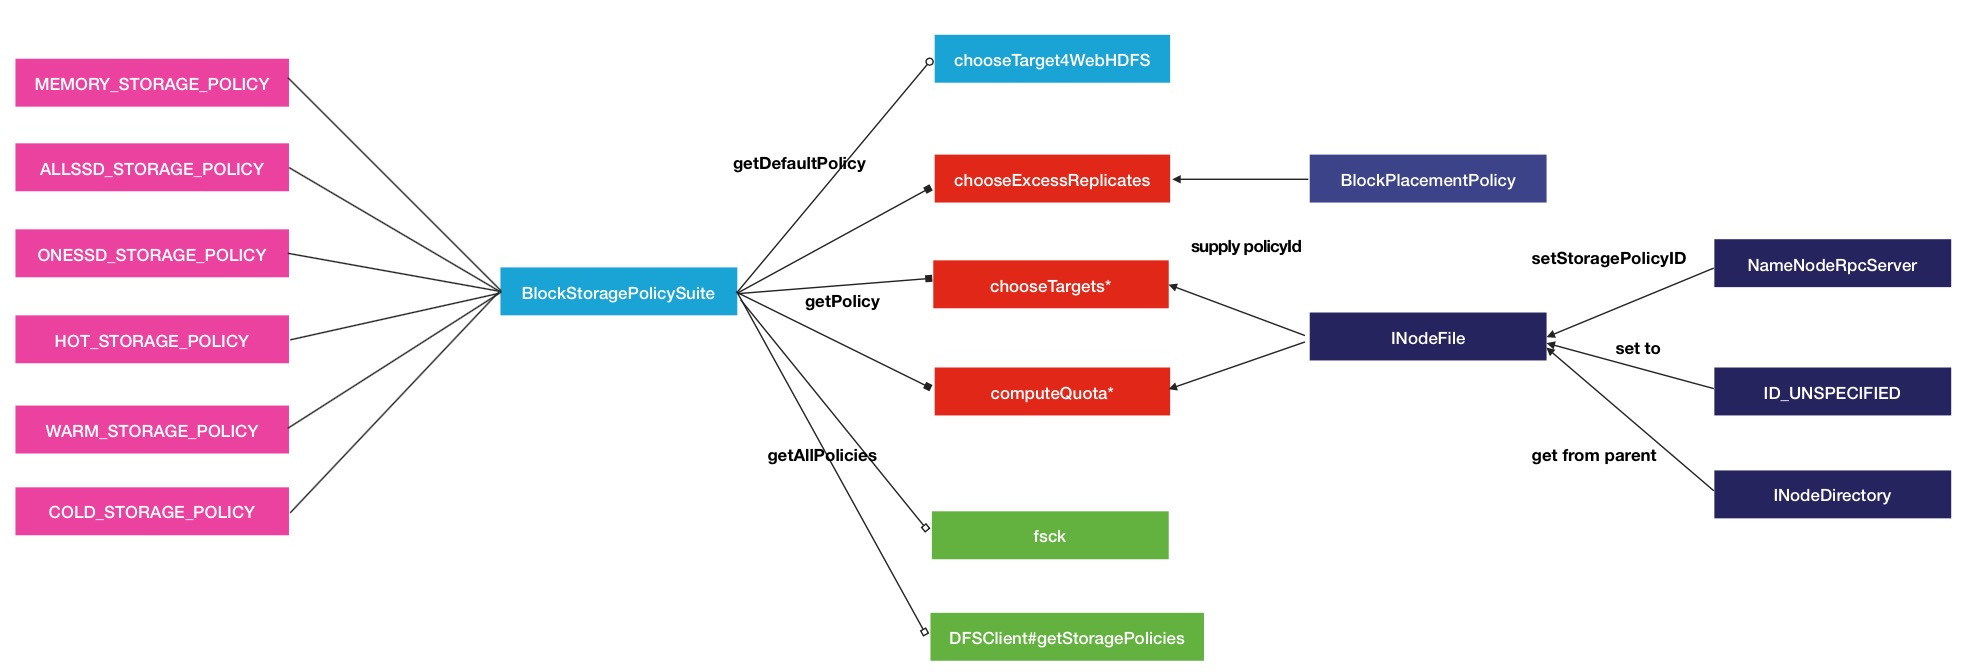 MEMORY_STORAGE_POLICY
ALLSSD_STORAGE_POLICY
ONESSD_STORAGE_POLICY
HOT_STORAGE_POLICY
WARM_STORAGE_POLICY
COLD_STORAGE_POLICY
BlockStoragePolicySuite
getDefaultPolicy
getPolicy
getAllPolicies
chooseTarget4WebHDFS
chooseExcessReplicates
chooseTargets*
computeQuota*
fsck
DFSClient#getStoragePolicies
BlockPlacementPolicy
supply policyId
INodeFile
setStoragePolicyID
set to
get from parent
NameNodeRpcServer
ID_UNSPECIFIED
INodeDirectory